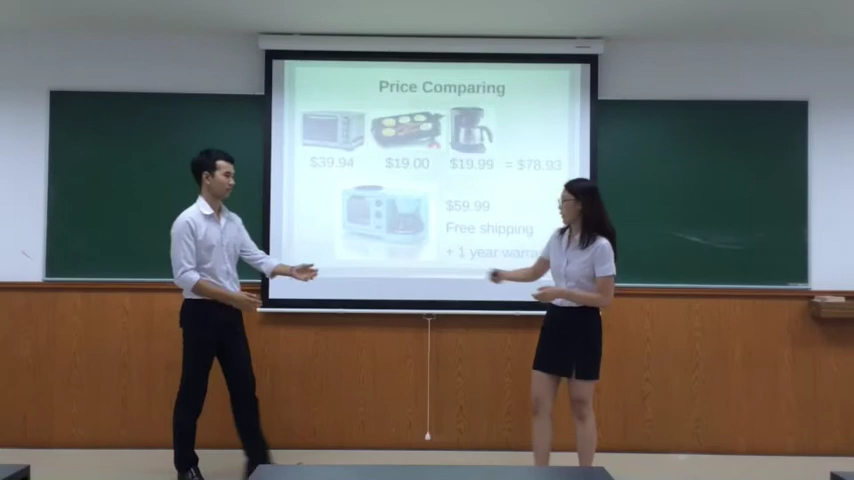 Price Comparing
$39.94 $19.00 $19.99 = $78.93
$59.99
Free shipping
+ 1 year